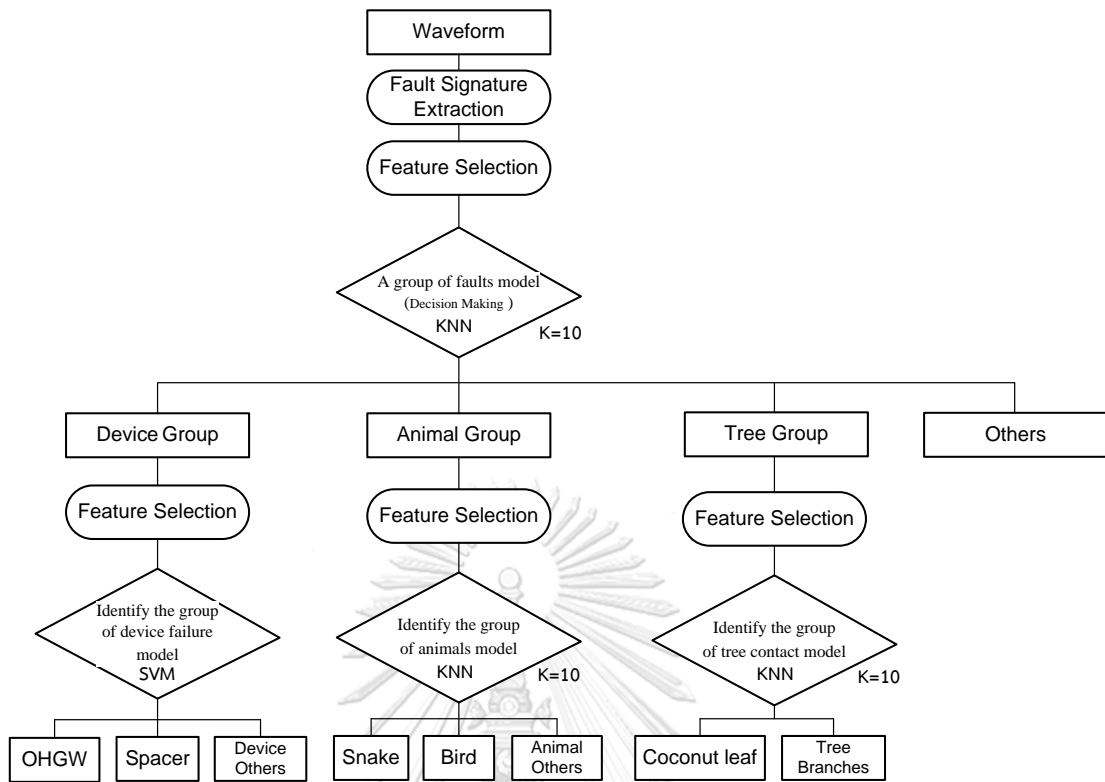 Waveform
Fault Signature
Extraction
Feature Selection
A group of faults model
(Decision Making )
KNN
K=10
Device Group
Animal Group
Tree Group
Others
Feature Selection
Feature Selection
Feature Selection
Identify the group
of device failure
model
SVM
Identify the group
of animals model
KNN
K=10
Identify the group
of tree contact model
KNN
K=10
OHGW
Spacer
Device
Others
Snake
Bird
Animal
Others
Coconut leaf
Tree
Branches